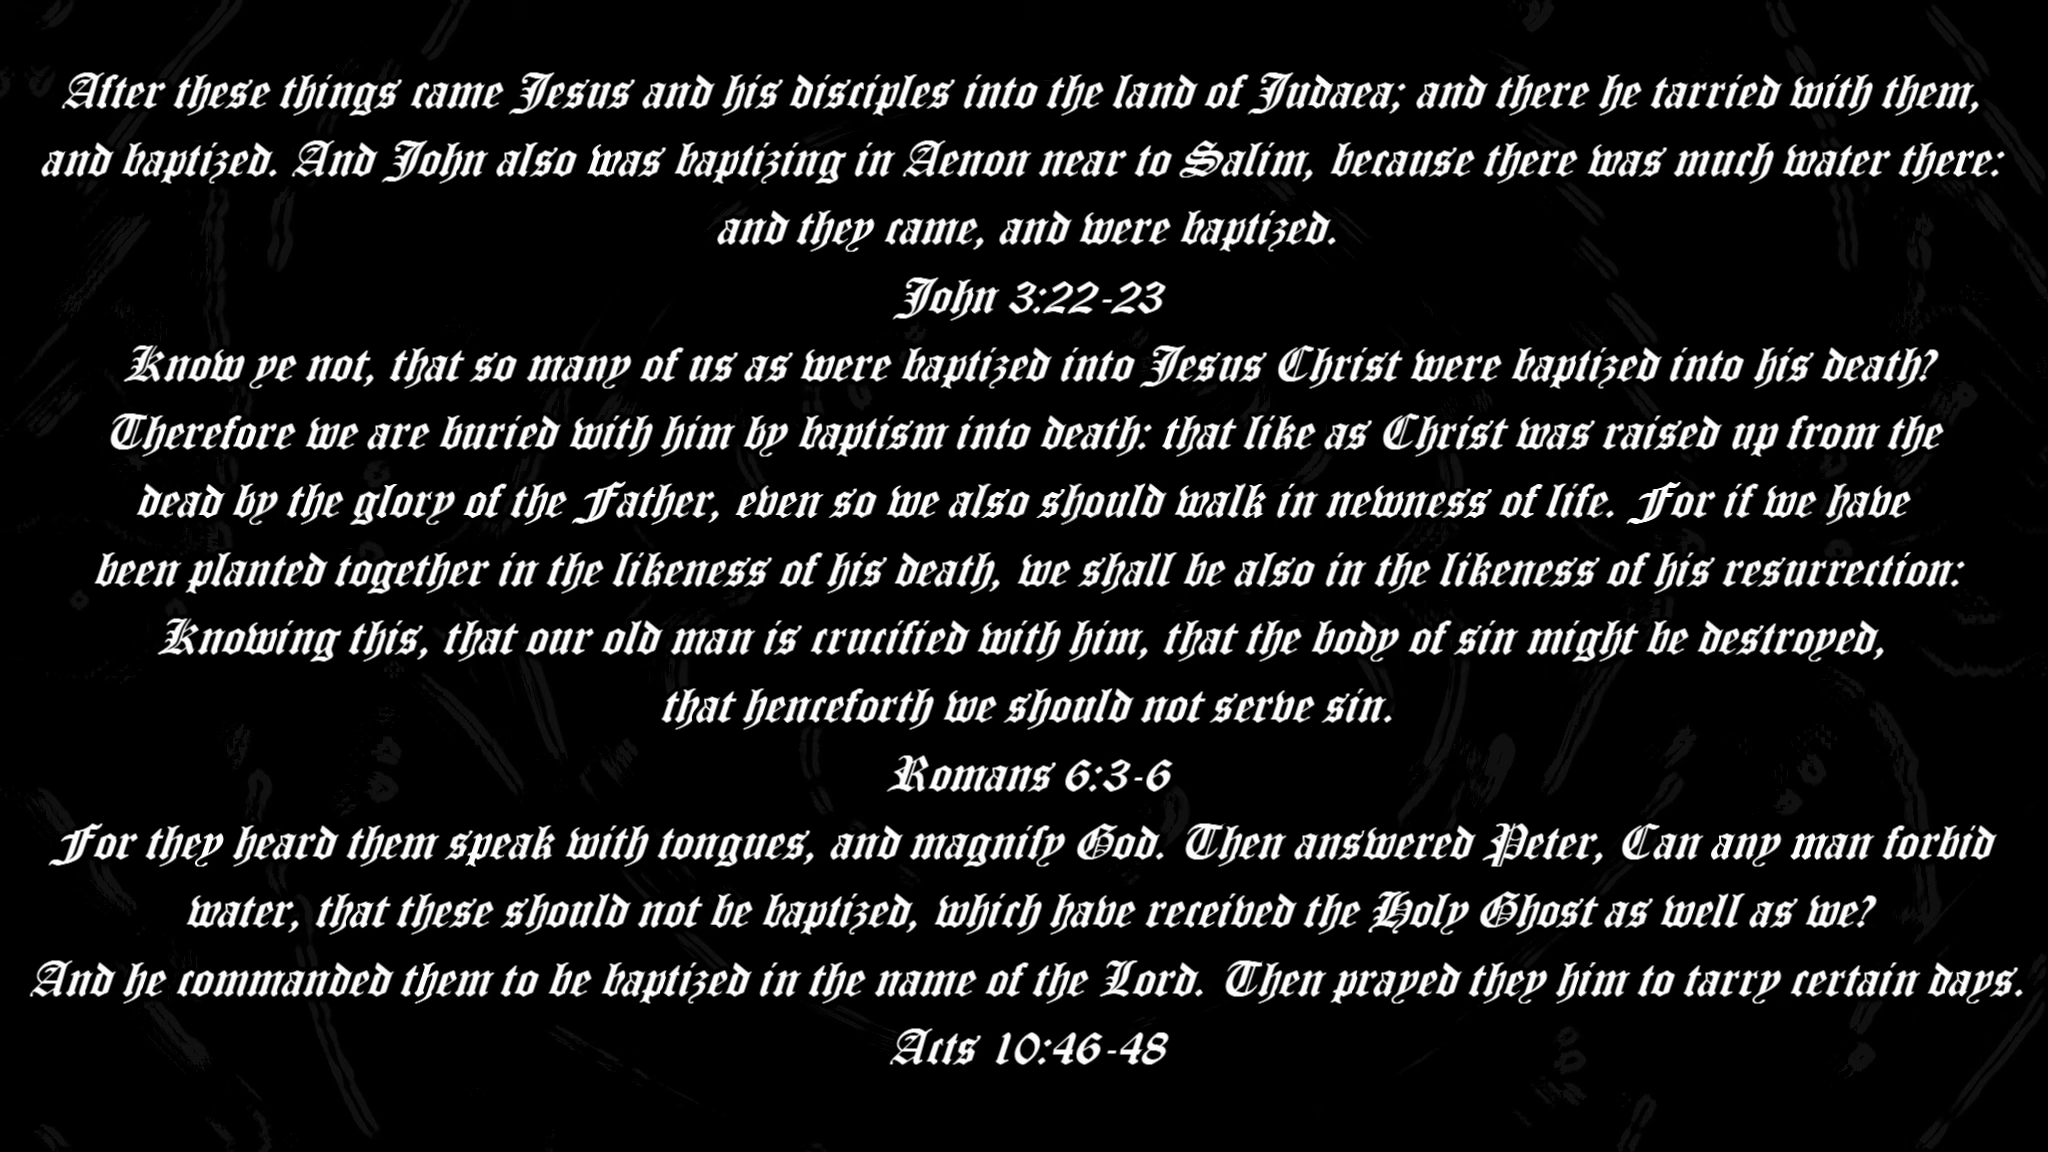 After these things came Jesus and his disciples into the land of Judaea; and there he tarried with them,
and baptized. And John also was baptizing in Aenon near to Salim, because there was much water there:
and they came, and were baptized.
John 3:22-23
Know ye not, that so many of us as were baptized into Jesus Christ were baptized into his death?
Therefore we are buried with him by baptism into death: that like as Christ was raised up from the
dead by the glory of the Father, even so we also should walk in newness of life. For if we have
been planted together in the likeness of his death, we shall be also in the likeness of his resurrection:
Knowing this, that our old man is crucified with him, that the body of sin might be destroyed,
that henceforth we should not serve sin.
Romans 6:3-6
For they heard them speak with tongues, and magnify God. Then answered Peter, Can any man forbid
water, that these should not be baptized, which have received the Holy Ghost as well as we?
And he commanded them to be baptized in the name of the Lord. Then prayed they him to tarry certain days.
Acts 10:46-48